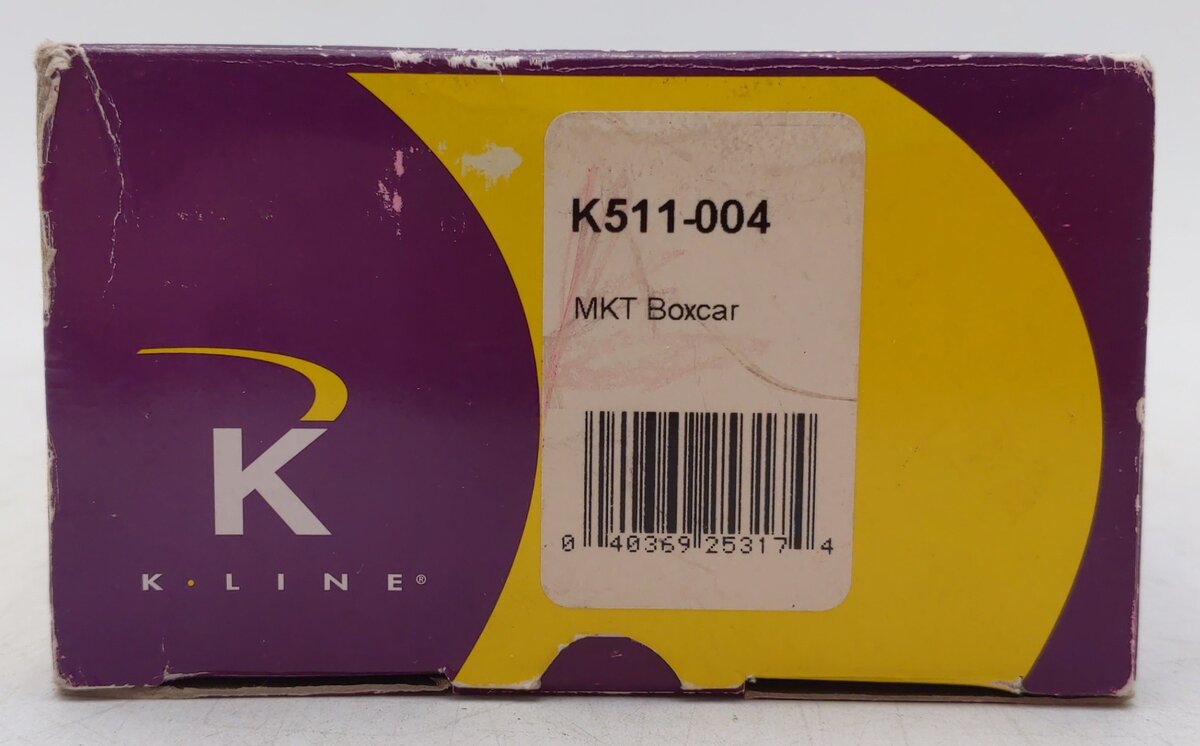 K
K·LINE®
K511-004
MKT Boxcar
0 40369 25317 4